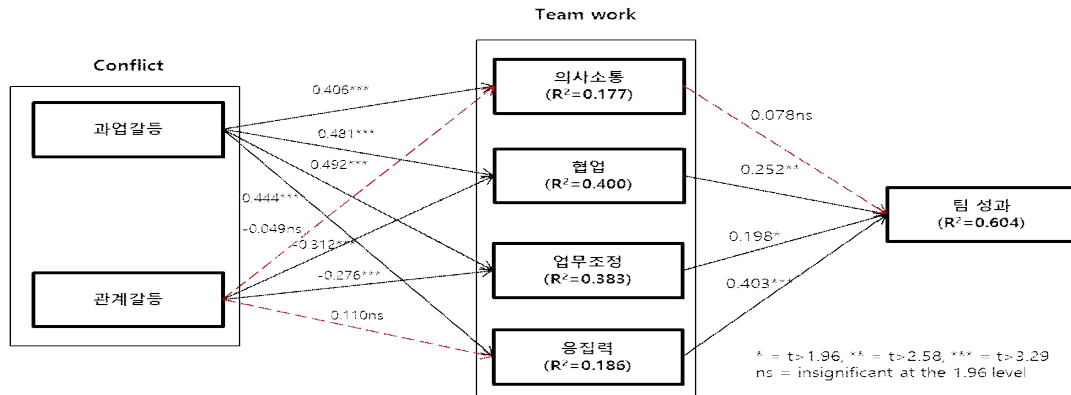 Team work
Conflict
의사소통
(R²=0.177)
과업갈등
0.406***
0.481***
0.492***
0.444***
-0.049ns
-0.312***
-0.276***
0.110ns
관계갈등
협업
(R²=0.400)
업무조정
(R²=0.383)
응집력
(R²=0.186)
0.078ns
0.252**
0.198*
0.403***
팀 성과
(R²=0.604)
* = t>1.96, ** = t>2.58, *** = t>3.29
ns = insignificant at the 1.96 level